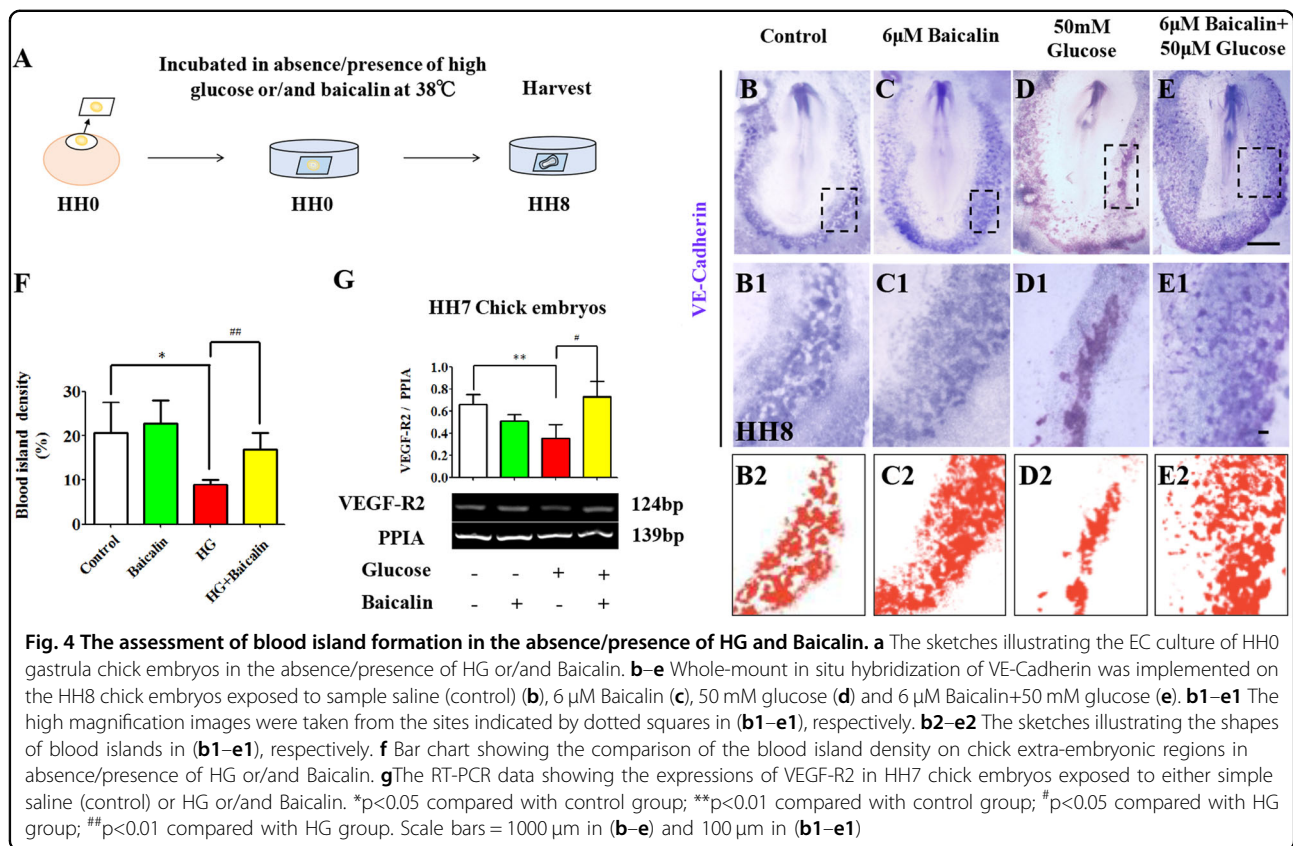 A
Incubated in absence/presence of high
glucose or/and baicalin at 38℃
Harvest
HH0
HH0
HH8
Control
6μM Baicalin
50mM
Glucose
6μM Baicalin+
50μM Glucose
VE-Cadherin
B
C
D
E
B1
C1
D1
E1
HH8
B2
C2
D2
E2
F
##
*
Blood island density
(%)
30
20
10
0
Control
Baicalin
HG
HG+Baicalin
G
HH7 Chick embryos
#
**
VEGF-R2 / PPIA
1.0
0.8
0.6
0.4
0.2
0.0
VEGF-R2
124bp
PPIA
139bp
Glucose - - + +
Baicalin - + - +
Fig. 4 The assessment of blood island formation in the absence/presence of HG and Baicalin. a The sketches illustrating the EC culture of HH0
gastrula chick embryos in the absence/presence of HG or/and Baicalin. b–e Whole-mount in situ hybridization of VE-Cadherin was implemented on
the HH8 chick embryos exposed to sample saline (control) (b), 6 μM Baicalin (c), 50 mM glucose (d) and 6 μM Baicalin+50 mM glucose (e). b1–e1 The
high magnification images were taken from the sites indicated by dotted squares in (b1–e1), respectively. b2–e2 The sketches illustrating the shapes
of blood islands in (b1–e1), respectively. f Bar chart showing the comparison of the blood island density on chick extra-embryonic regions in
absence/presence of HG or/and Baicalin. gThe RT-PCR data showing the expressions of VEGF-R2 in HH7 chick embryos exposed to either simple
saline (control) or HG or/and Baicalin. *p<0.05 compared with control group; **p<0.01 compared with control group; #p<0.05 compared with HG
group; ##p<0.01 compared with HG group. Scale bars = 1000 μm in (b–e) and 100 μm in (b1–e1)